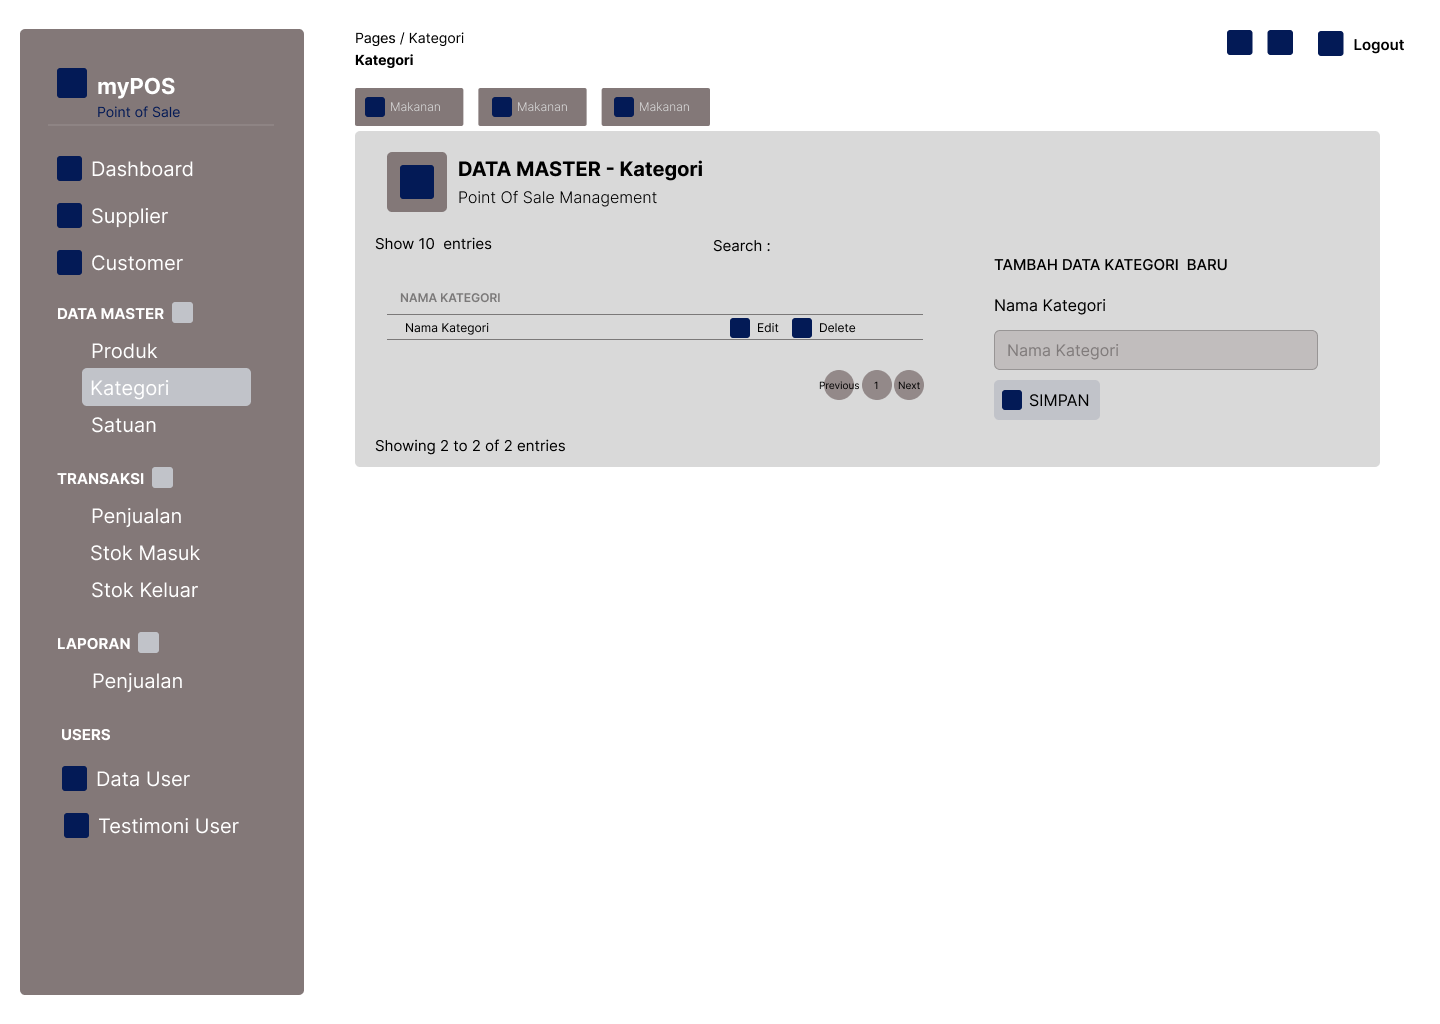 myPOS
Point of Sale
Dashboard
Supplier
Customer
DATA MASTER
Produk
Kategori
Satuan
TRANSAKSI
Penjualan
Stok Masuk
Stok Keluar
LAPORAN
Penjualan
USERS
Data User
Testimoni User
Pages / Kategori
Kategori
Logout
Makanan Makanan Makanan
DATA MASTER - Kategori
Point Of Sale Management
Show 10 entries
Search :
NAMA KATEGORI
Nama Kategori Edit Delete
Previous 1 Next
Showing 2 to 2 of 2 entries
TAMBAH DATA KATEGORI BARU
Nama Kategori
Nama Kategori
SIMPAN